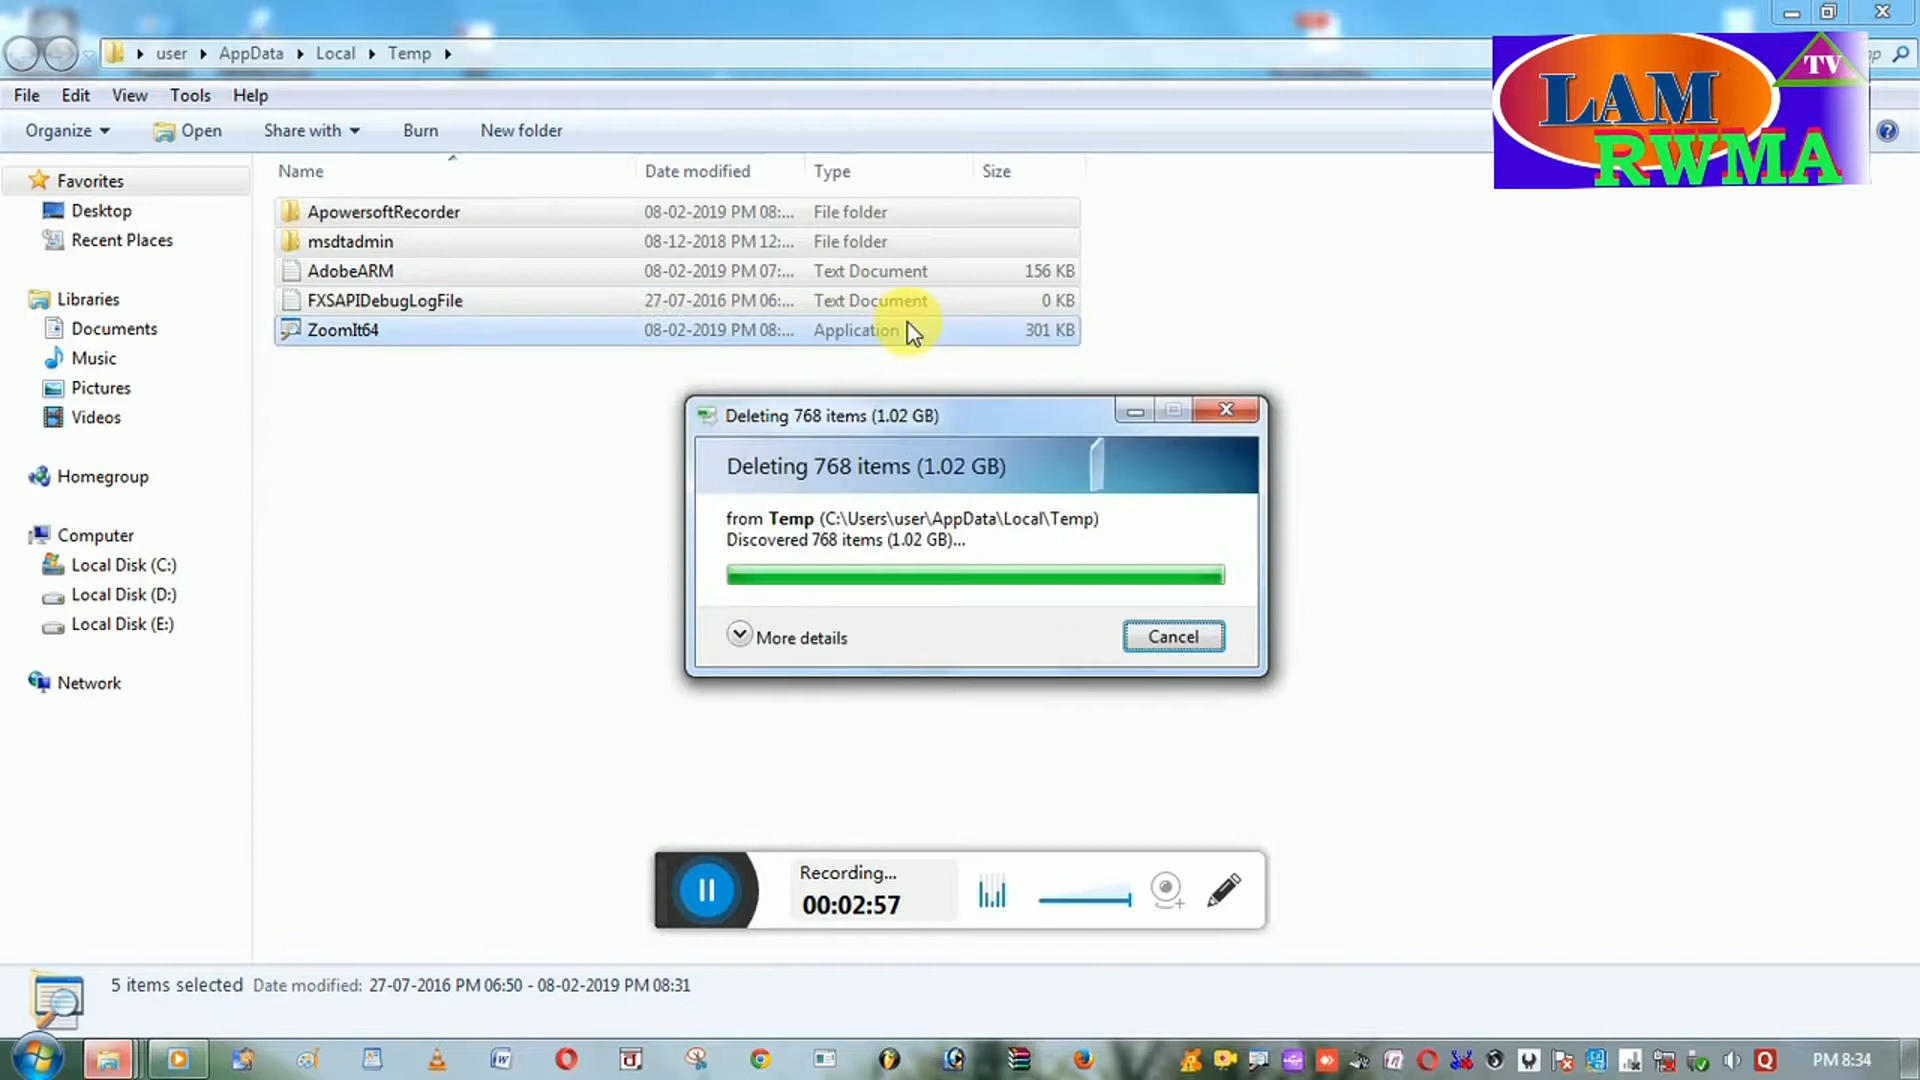 user AppData Local Temp
LAM TV
RWMA
File Edit View Tools Help
Organize Open Share with Burn New folder
Name Date modified Type Size
Favorites
Desktop
Recent Places
Libraries
Documents
Music
Pictures
Videos
Homegroup
Computer
Local Disk (C:)
Local Disk (D:)
Local Disk (E:)
Network
ApowersoftRecorder 08-02-2019 PM 08:... File folder
msdtadmin 08-12-2018 PM 12:... File folder
AdobeARM 08-02-2019 PM 07:... Text Document 156 KB
FXSAPIDebugLogFile 27-07-2016 PM 06:... Text Document 0 KB
ZoomIt64 08-02-2019 PM 08:... Application 301 KB
Deleting 768 items (1.02 GB)
Deleting 768 items (1.02 GB)
from Temp (C:\Users\user\AppData\Local\Temp)
Discovered 768 items (1.02 GB)...
More details Cancel
Recording...
00:02:57
5 items selected Date modified: 27-07-2016 PM 06:50 - 08-02-2019 PM 08:31
PM 8:34